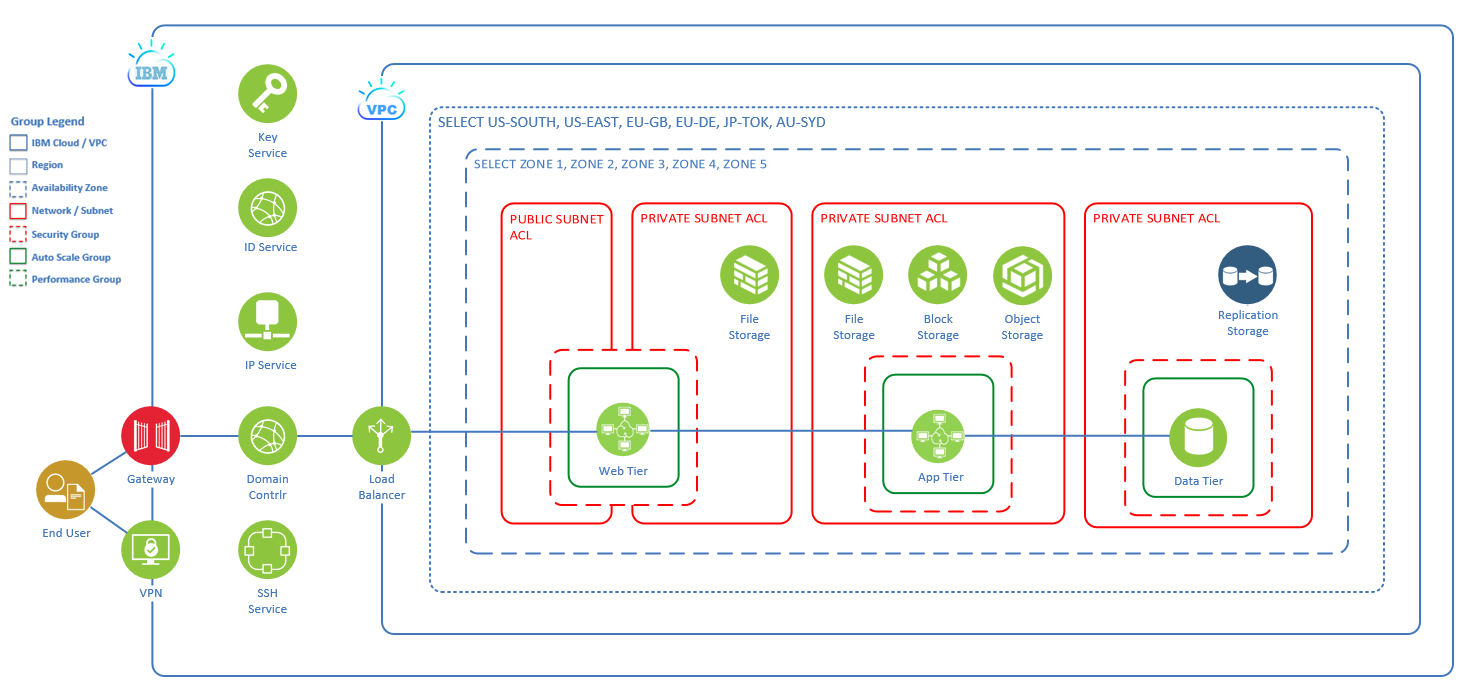 IBM
Key
Service
VPC
Group Legend
IBM Cloud / VPC
Region
Availability Zone
Network / Subnet
Security Group
Auto Scale Group
Performance Group
SELECT US-SOUTH, US-EAST, EU-GB, EU-DE, JP-TOK, AU-SYD
SELECT ZONE 1, ZONE 2, ZONE 3, ZONE 4, ZONE 5
ID Service
IP Service
PUBLIC SUBNET
ACL
PRIVATE SUBNET ACL
PRIVATE SUBNET ACL
PRIVATE SUBNET ACL
File
Storage
File
Storage
Block
Storage
Object
Storage
Replication
Storage
Web Tier
App Tier
Data Tier
Gateway
Domain
Contrlr
Load
Balancer
End User
VPN
SSH
Service